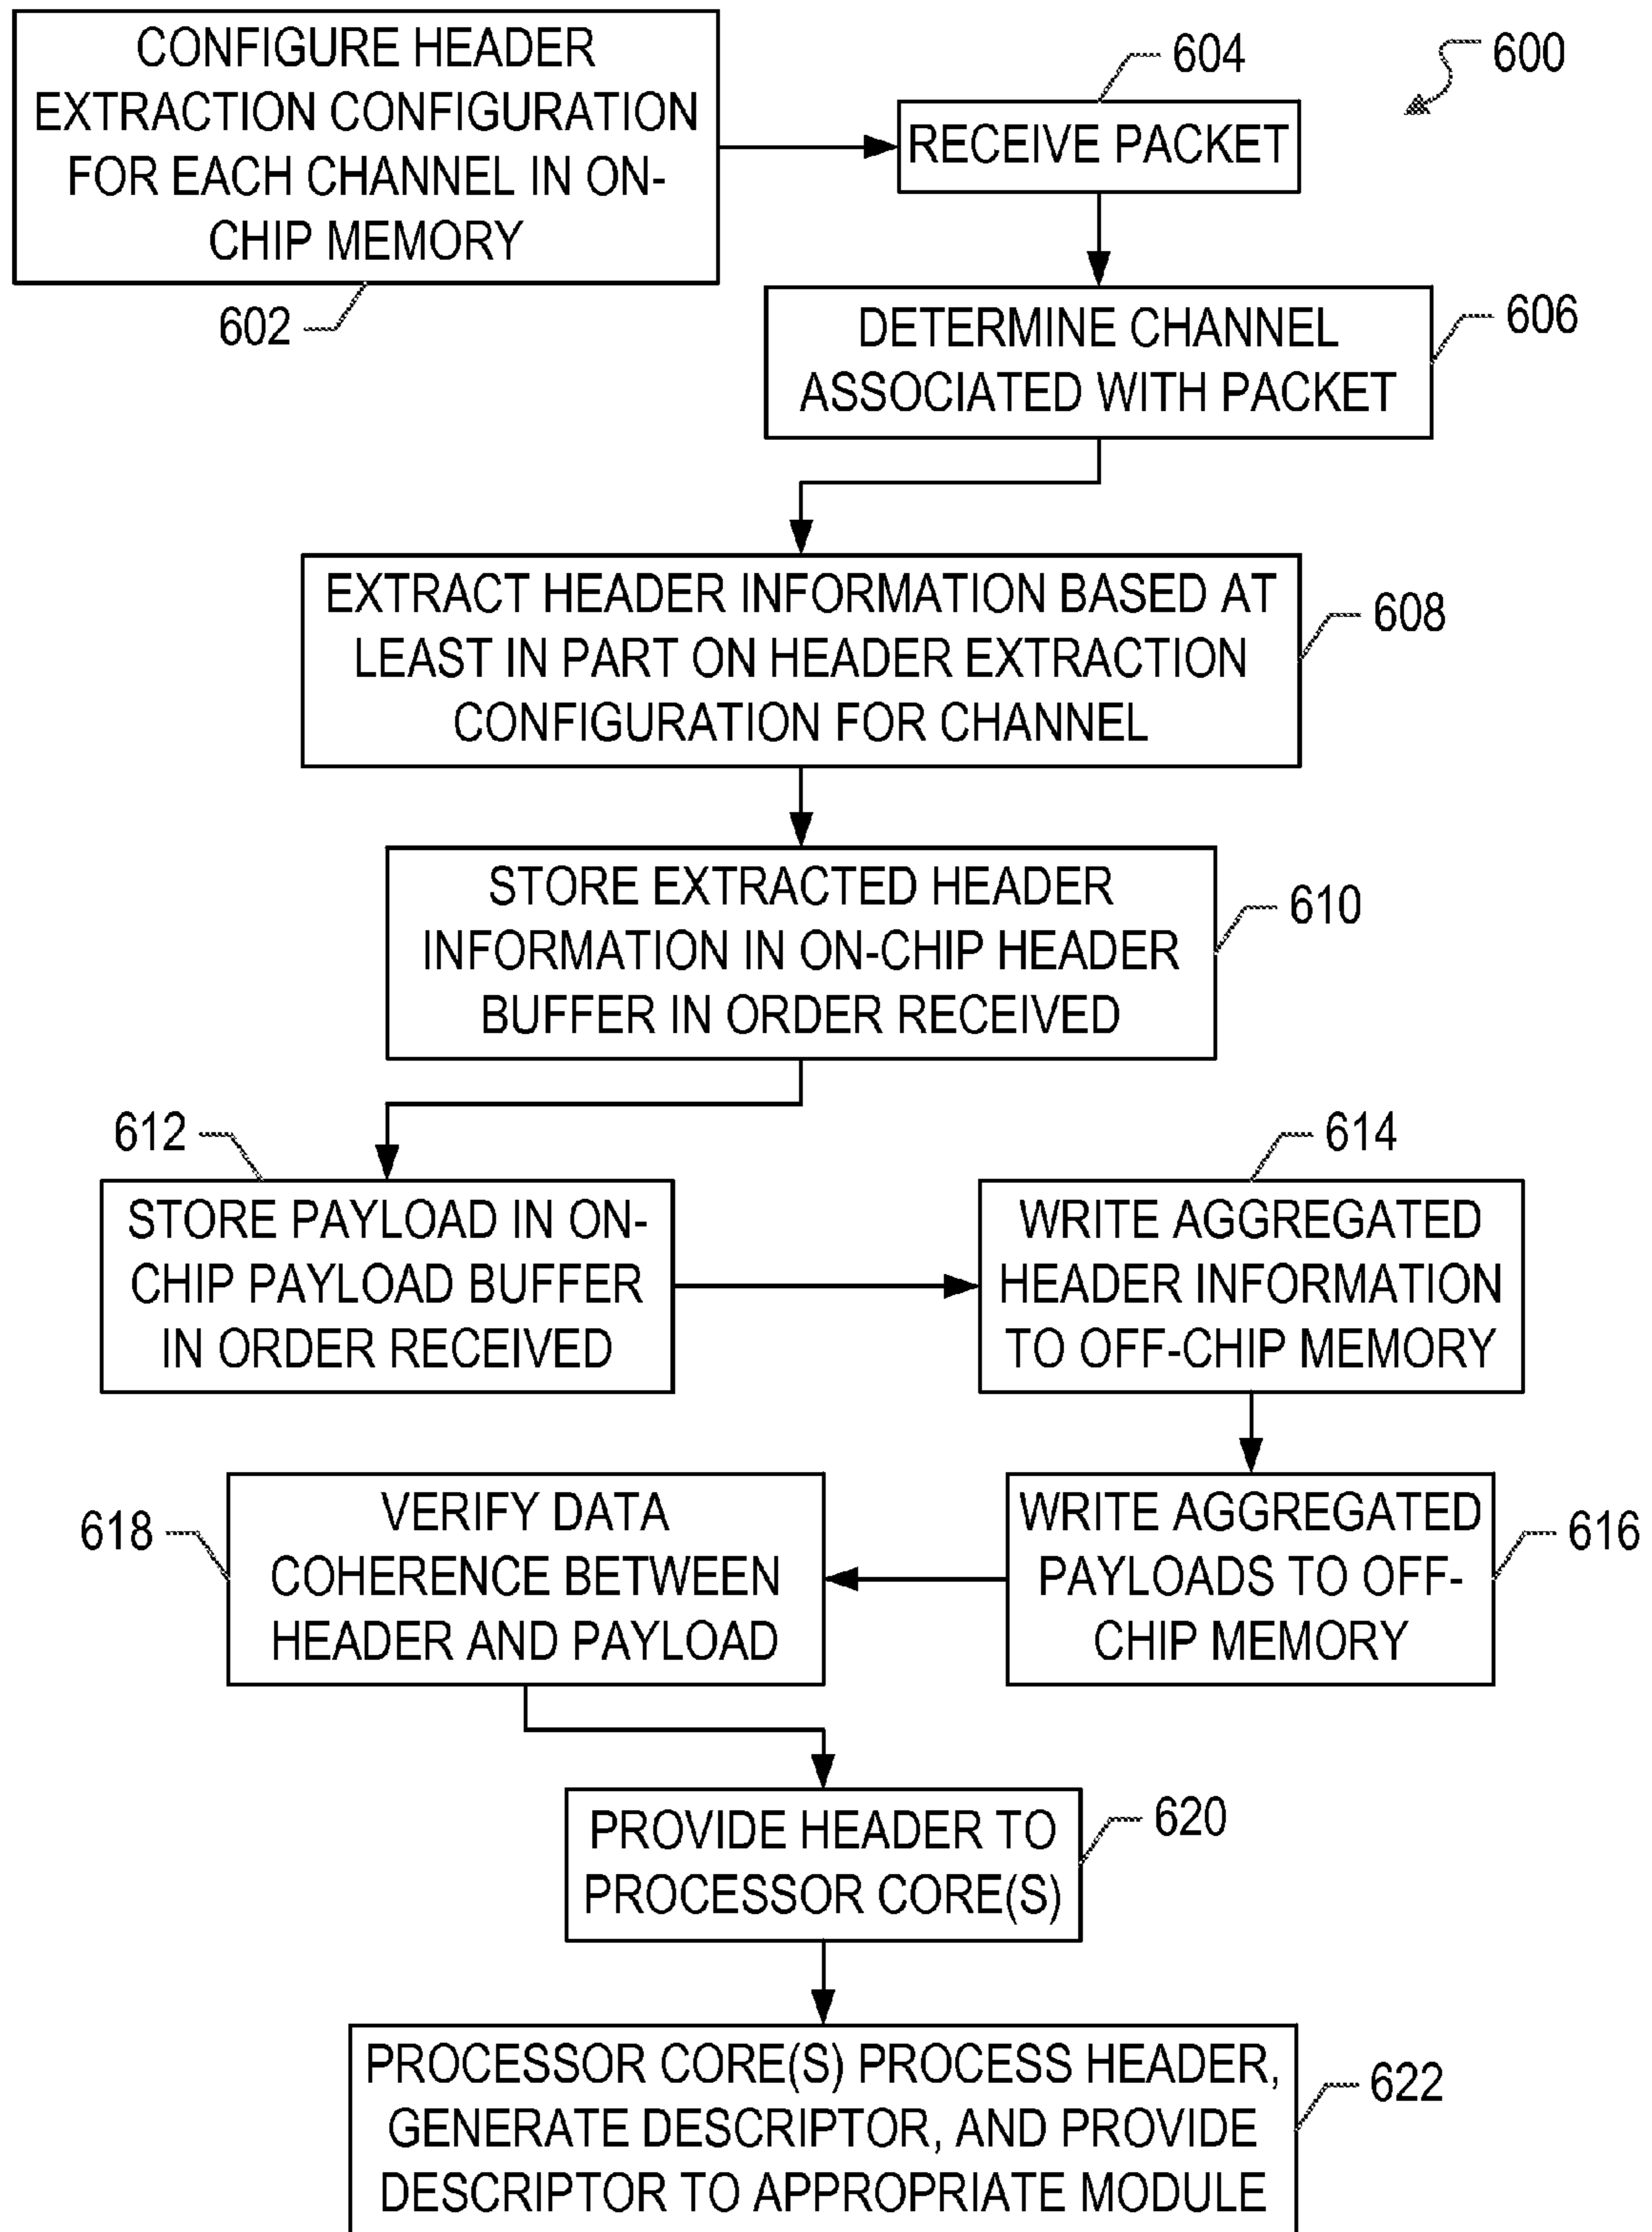 CONFIGURE HEADER
EXTRACTION CONFIGURATION
FOR EACH CHANNEL IN ON-
CHIP MEMORY
602
604
600
RECEIVE PACKET
DETERMINE CHANNEL
ASSOCIATED WITH PACKET
606
EXTRACT HEADER INFORMATION BASED AT
LEAST IN PART ON HEADER EXTRACTION
CONFIGURATION FOR CHANNEL
608
STORE EXTRACTED HEADER
INFORMATION IN ON-CHIP HEADER
BUFFER IN ORDER RECEIVED
610
612
STORE PAYLOAD IN ON-
CHIP PAYLOAD BUFFER
IN ORDER RECEIVED
614
WRITE AGGREGATED
HEADER INFORMATION
TO OFF-CHIP MEMORY
WRITE AGGREGATED
PAYLOADS TO OFF-
CHIP MEMORY
616
618
VERIFY DATA
COHERENCE BETWEEN
HEADER AND PAYLOAD
PROVIDE HEADER TO
PROCESSOR CORE(S)
620
PROCESSOR CORE(S) PROCESS HEADER,
GENERATE DESCRIPTOR, AND PROVIDE
DESCRIPTOR TO APPROPRIATE MODULE
622